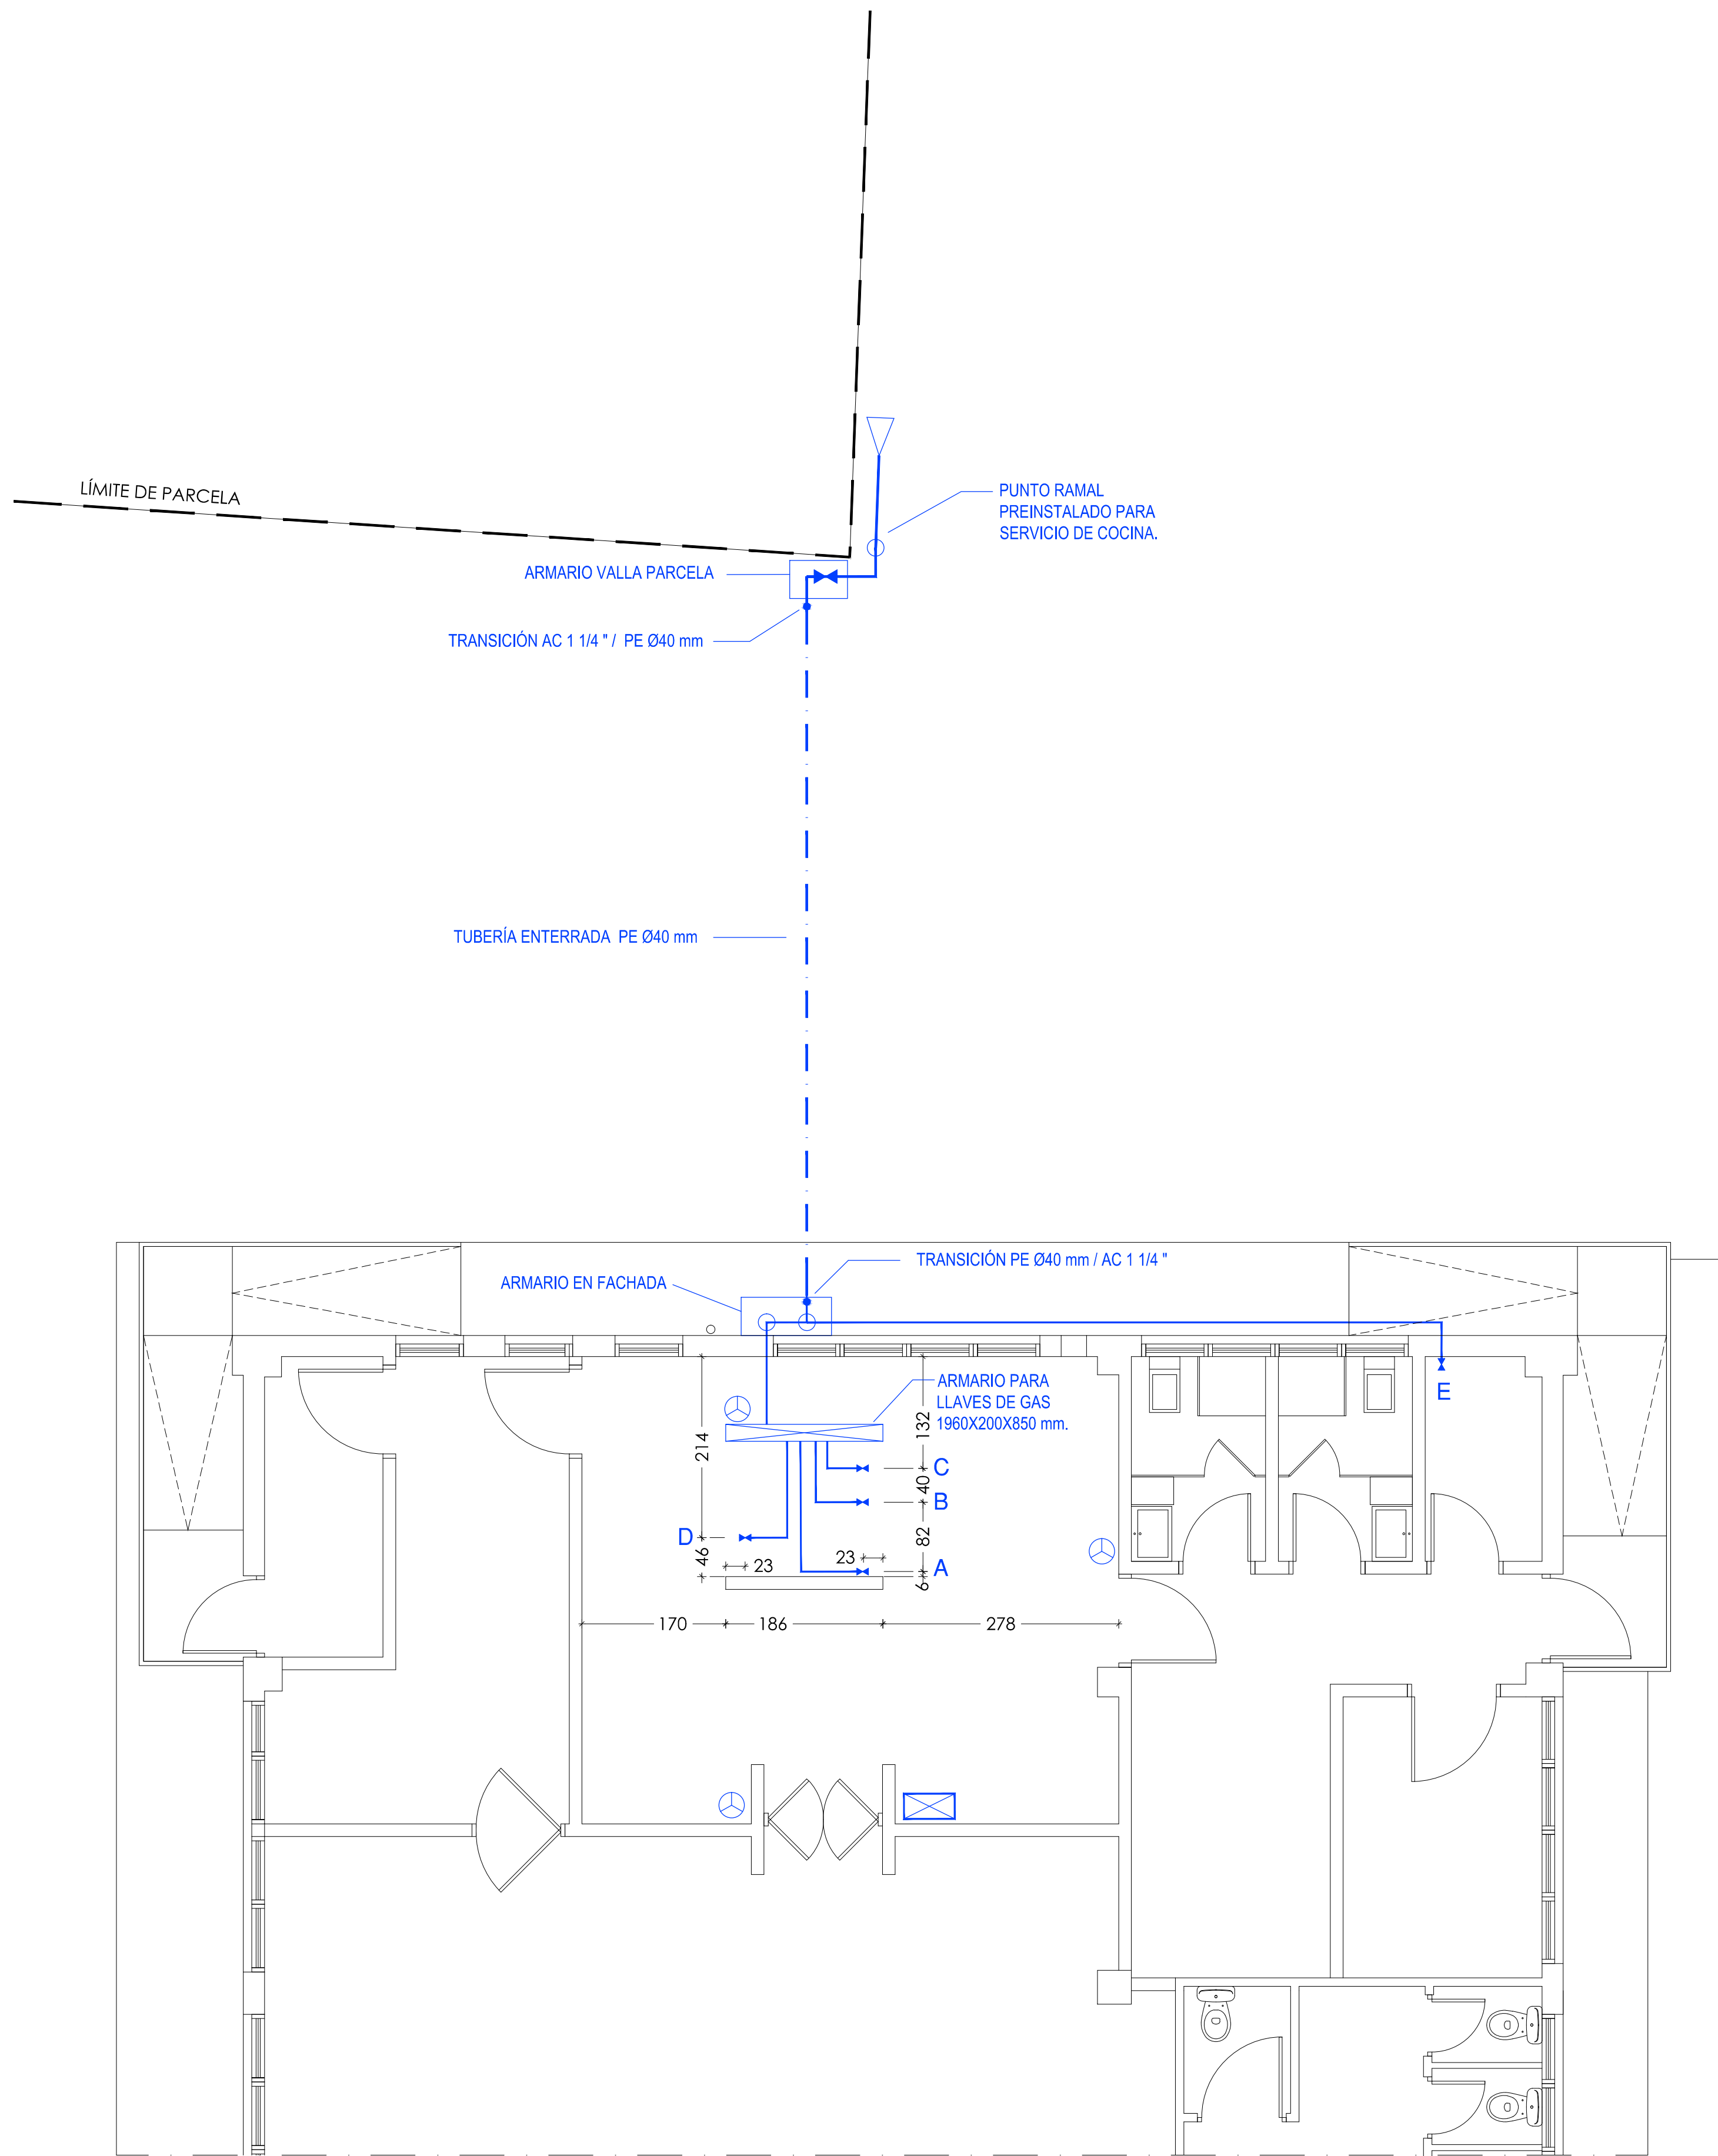 LÍMITE DE PARCELA
PUNTO RAMAL
PREINSTALADO PARA
SERVICIO DE COCINA.
ARMARIO VALLA PARCELA
TRANSICIÓN AC 1 1/4 " / PE Ø40 mm
TUBERÍA ENTERRADA PE Ø40 mm
TRANSICIÓN PE Ø40 mm / AC 1 1/4 "
ARMARIO EN FACHADA
ARMARIO PARA
LLAVES DE GAS
1960X200X850 mm.
E
214
132
C
40
B
D
82
46
23
23
A
6
170
186
278